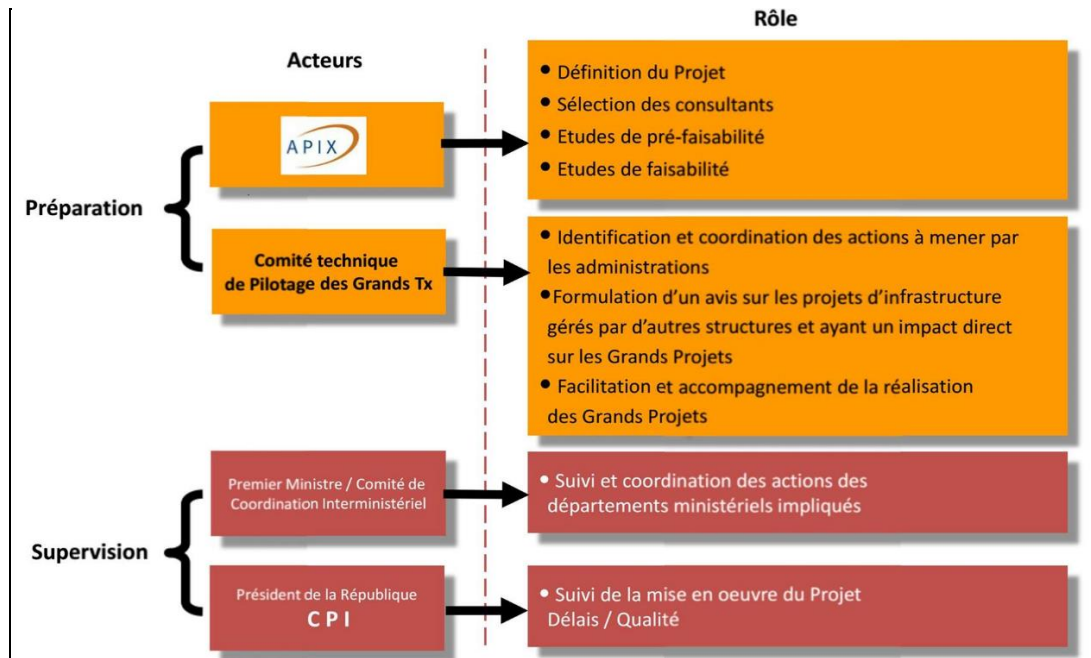 Rôle
Acteurs
Préparation
APIX
• Définition du Projet
• Sélection des consultants
• Etudes de pré-faisabilité
• Etudes de faisabilité
Comité technique
de Pilotage des Grands Tx
• Identification et coordination des actions à mener par
les administrations
•Formulation d'un avis sur les projets d'infrastructure
gérés par d'autres structures et ayant un impact direct
sur les Grands Projets
• Facilitation et accompagnement de la réalisation
des Grands Projets
Supervision
Premier Ministre / Comité de
Coordination Interministériel
• Suivi et coordination des actions des
départements ministériels impliqués
Président de la République
CPI
• Suivi de la mise en oeuvre du Projet
Délais / Qualité